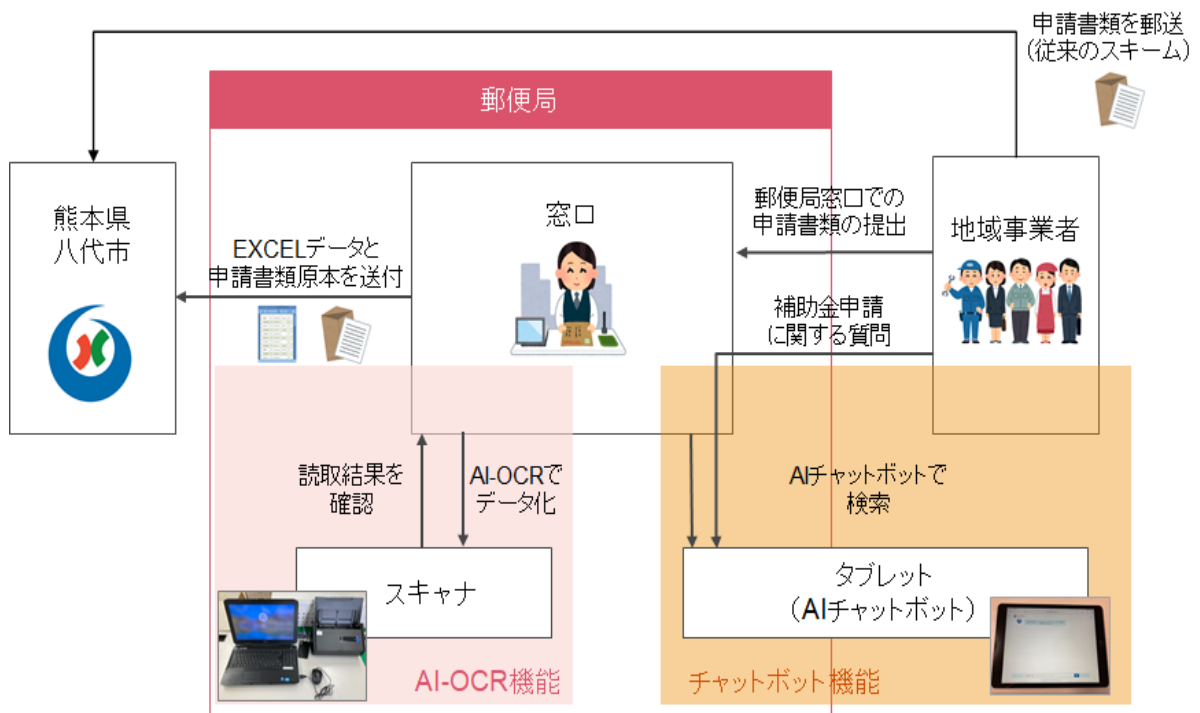 申請書類を郵送
(従来のスキーム)
郵便局
熊本県
八代市
EXCELデータと
申請書類原本を送付
窓口
郵便局窓口での
申請書類の提出
地域事業者
補助金申請
に関する質問
読取結果を
確認
AI-OCRで
データ化
AIチャットボットで
検索
スキャナ
タブレット
(AIチャットボット)
AI-OCR機能
チャットボット機能